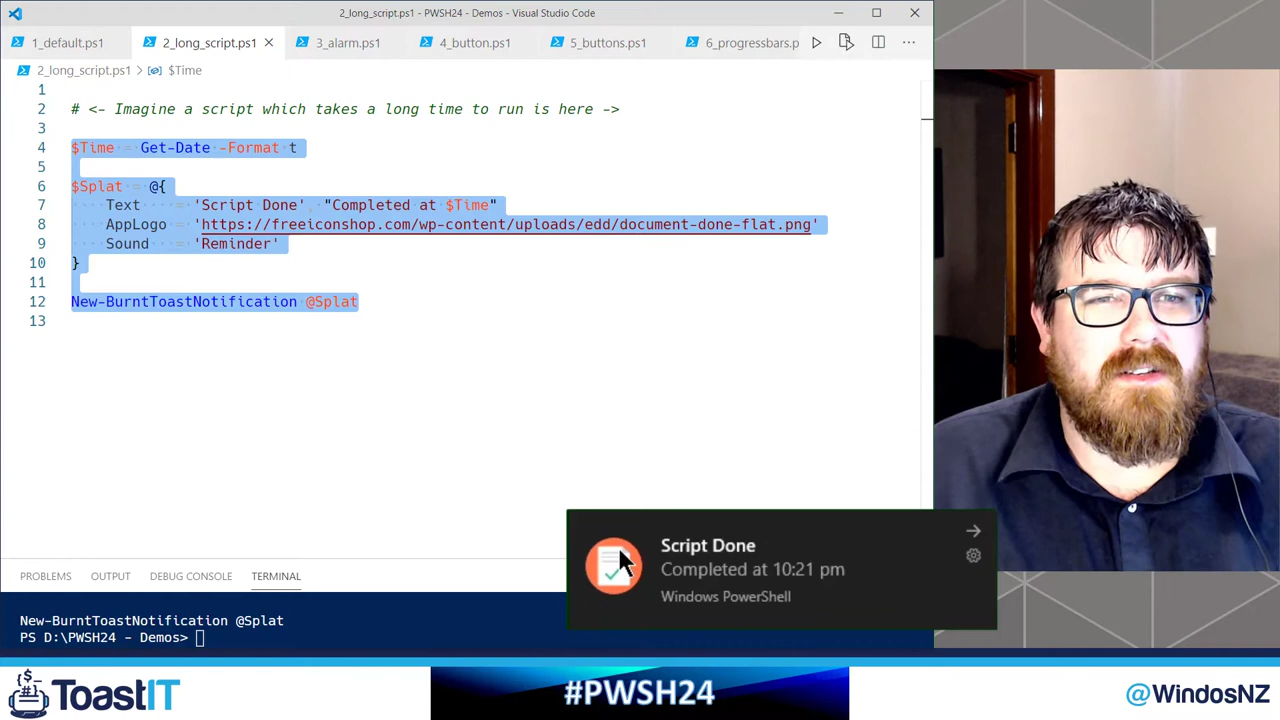 2_long_script.ps1 - PWSH24 - Demos - Visual Studio Code
1_default.ps1
2_long_script.ps1
3_alarm.ps1
4_button.ps1
5_buttons.ps1
6_progressbars.p
2_long_script.ps1 > $Time
1
2 # <- Imagine a script which takes a long time to run is here ->
3
4 $Time = Get-Date -Format t
5
6 $Splat = @{
7 Text = 'Script Done', "Completed at $Time"
8 AppLogo = 'https://freeiconshop.com/wp-content/uploads/edd/document-done-flat.png'
9 Sound = 'Reminder'
10 }
11
12 New-BurntToastNotification @Splat
13
PROBLEMS OUTPUT DEBUG CONSOLE TERMINAL
New-BurntToastNotification @Splat
PS D:\PWSH24 - Demos>
Script Done
Completed at 10:21 pm
Windows PowerShell
ToastIT
#PWSH24
@WindosNZ